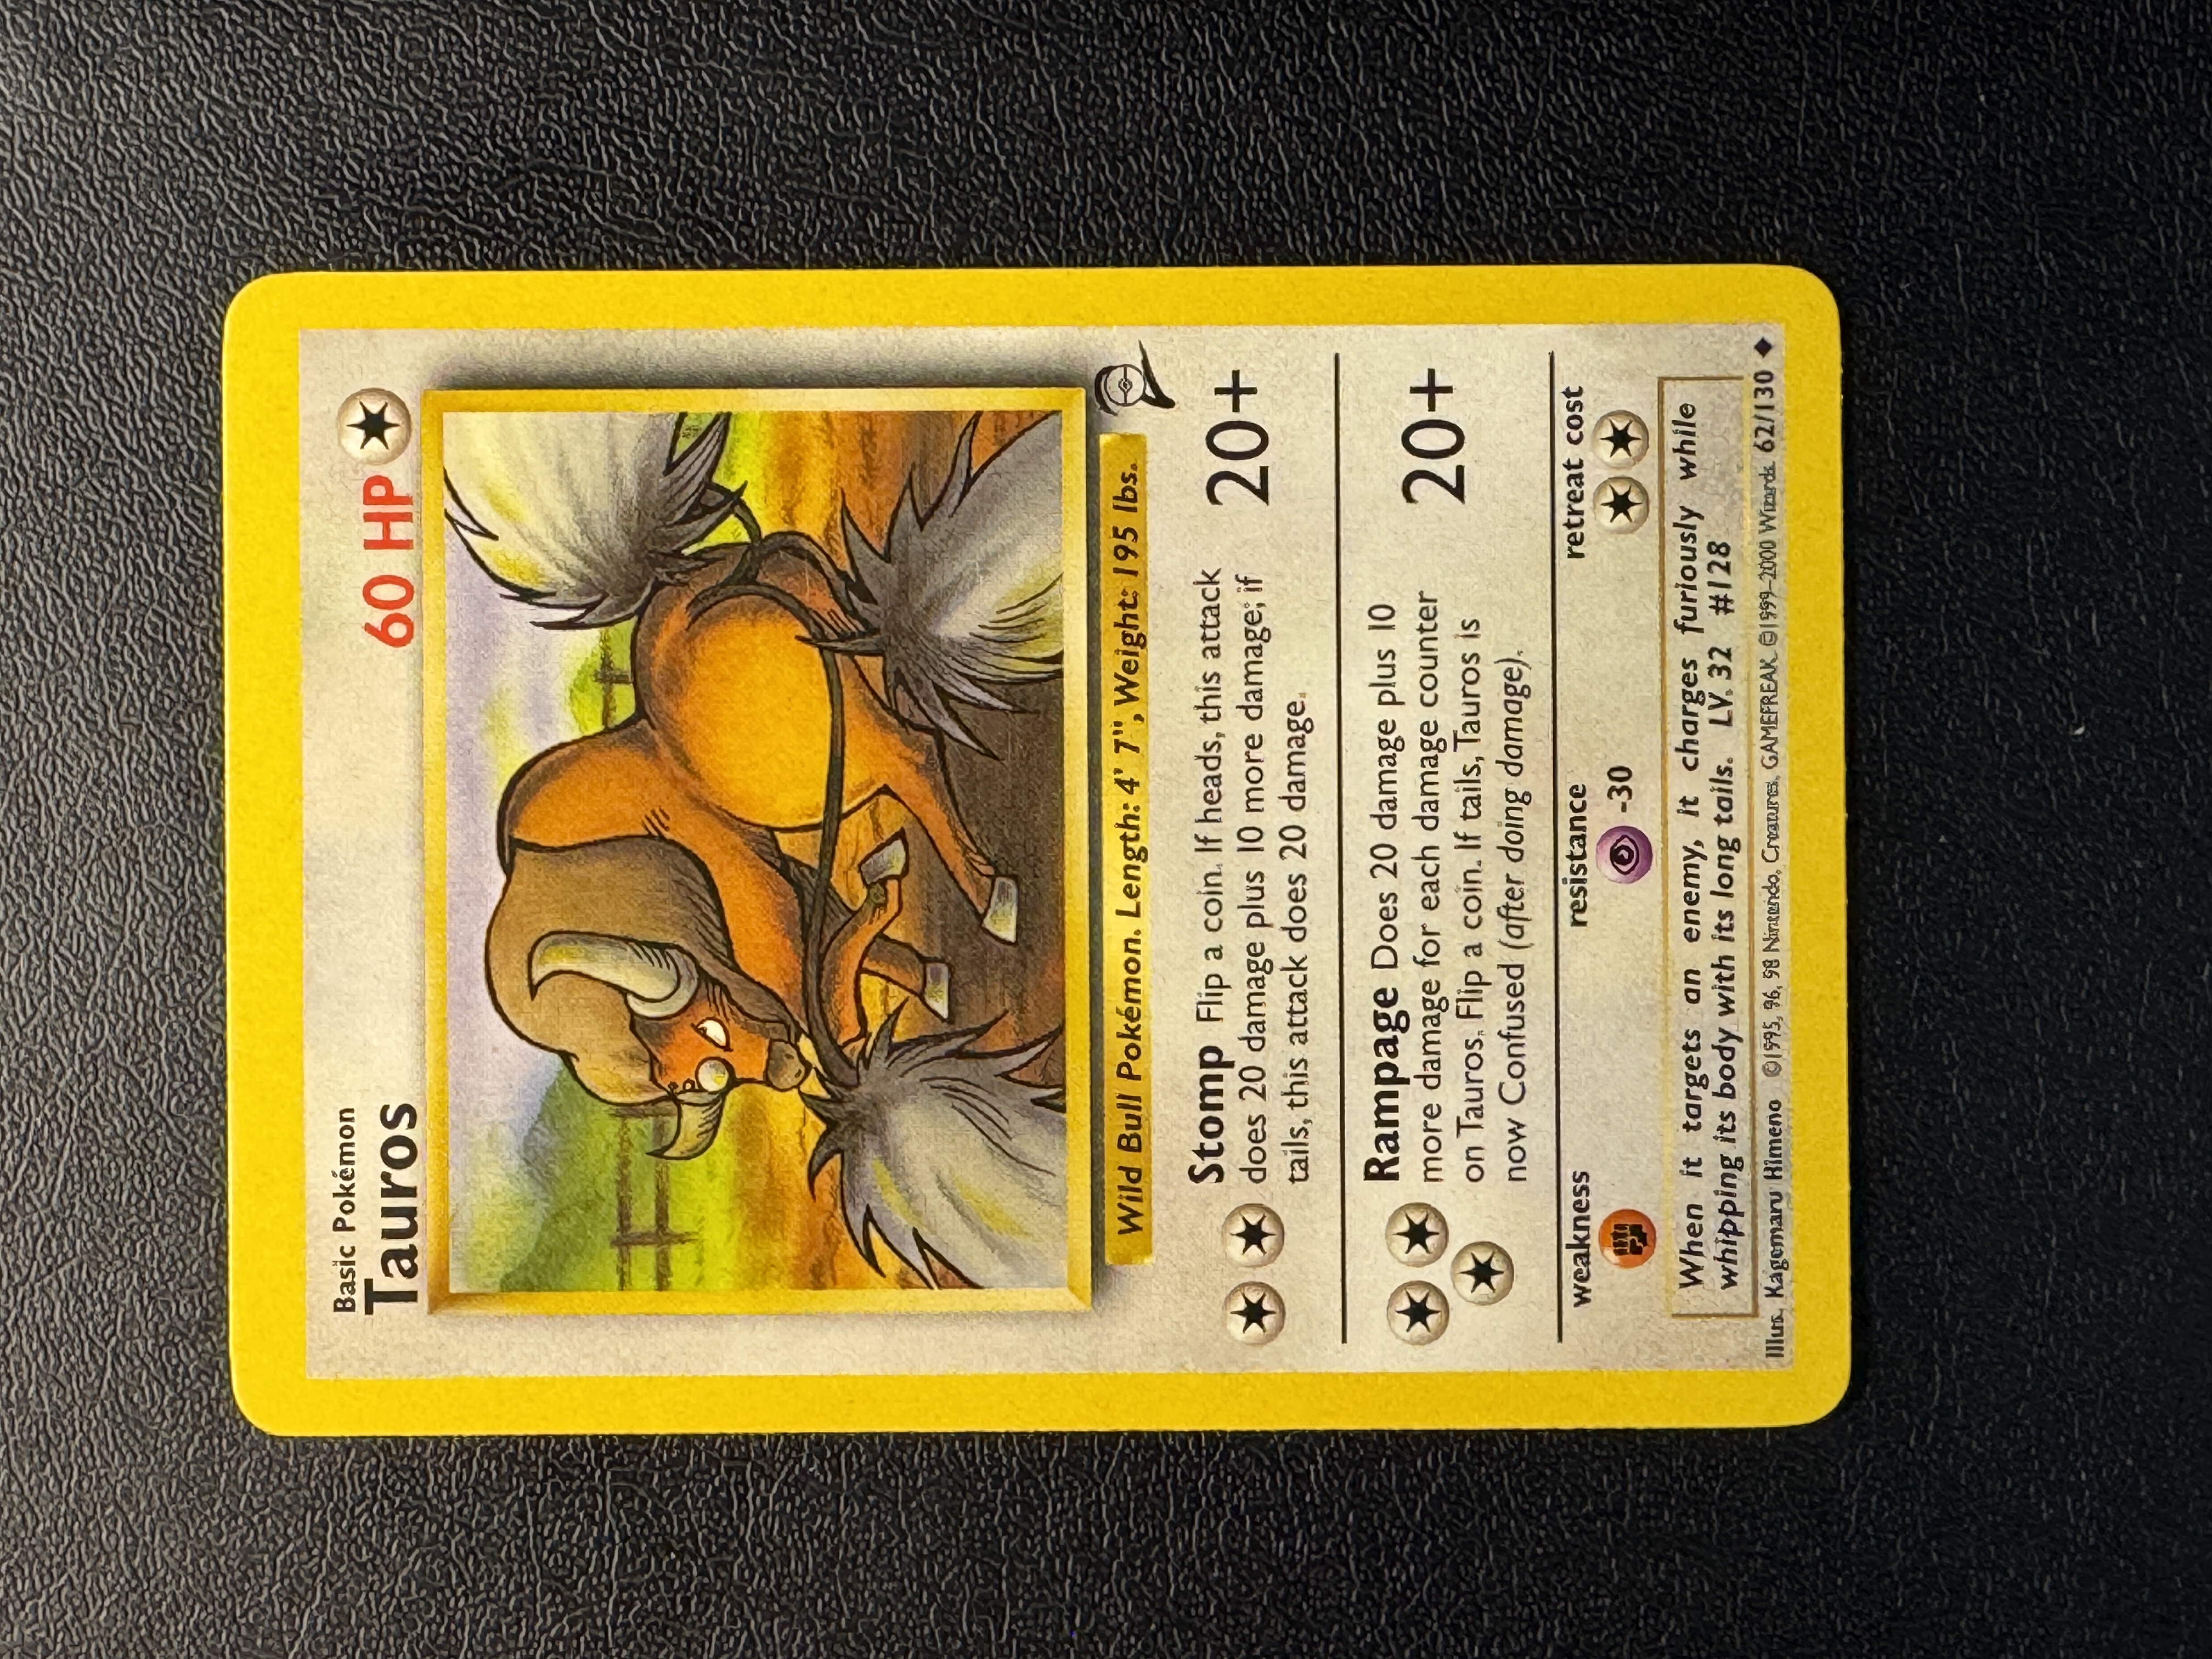 Basic Pokémon
Tauros 60 HP
Wild Bull Pokémon. Length: 4' 7", Weight: 195 lbs.
Stomp Flip a coin. If heads, this attack
does 20 damage plus 10 more damage; if
tails, this attack does 20 damage.
20+
Rampage Does 20 damage plus 10
more damage for each damage counter
on Tauros. Flip a coin. If tails, Tauros is
now Confused (after doing damage).
20+
weakness resistance retreat cost
-30
When it targets an enemy, it charges furiously while
whipping its body with its long tails. LV. 32 #128
Illus. Kagemaru Himeno ©1995, 96, 98 Nintendo, Creatures, GAMEFREAK. ©1999-2000 Wizards. 62/130